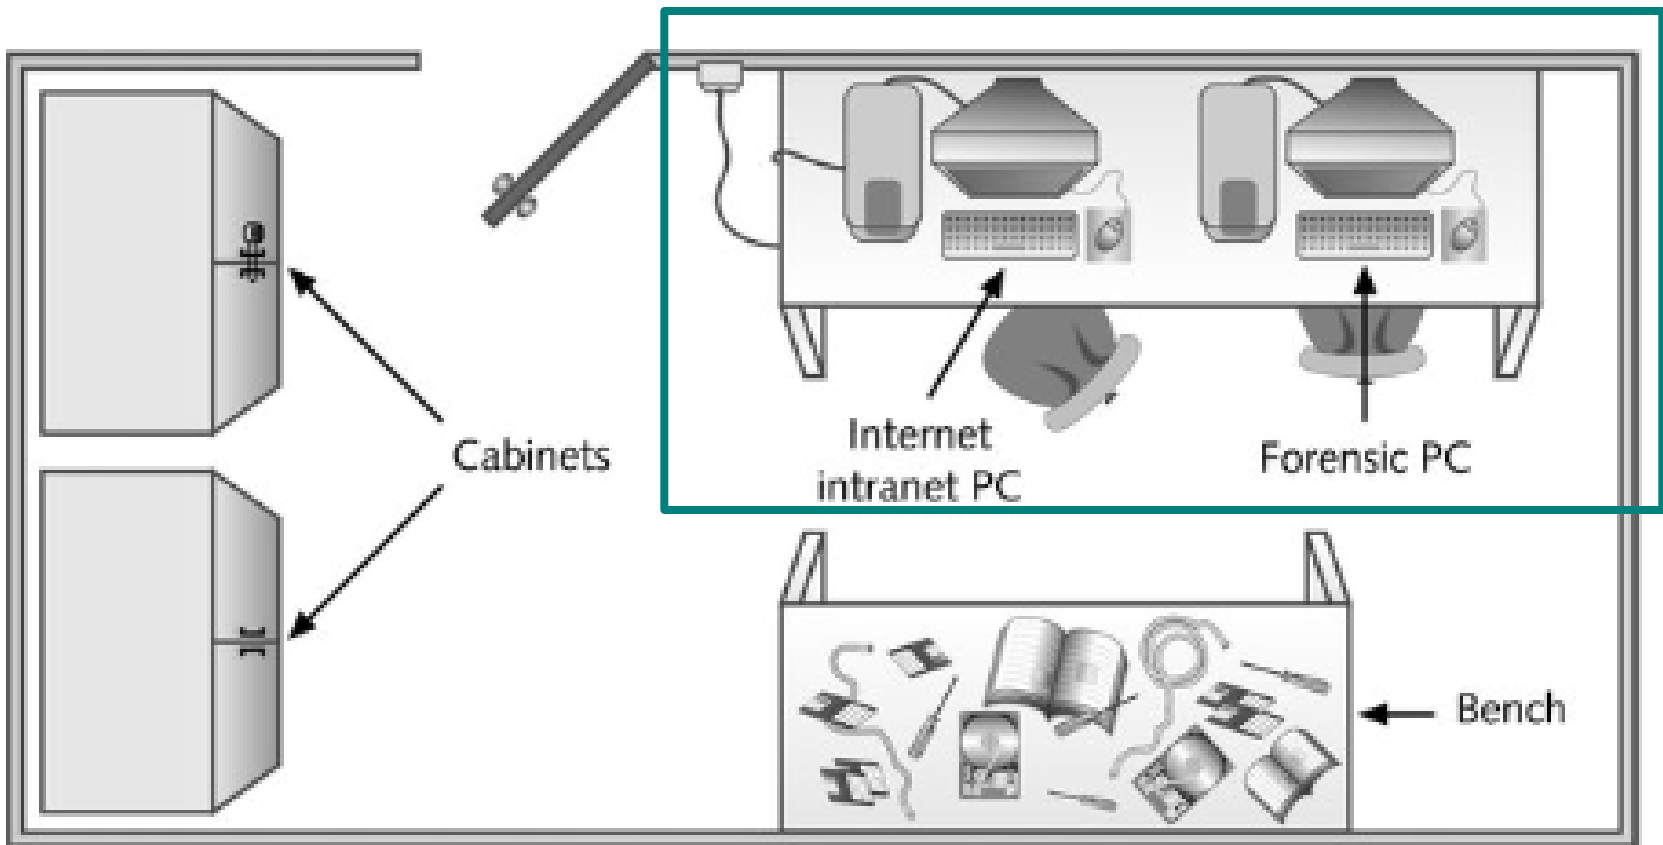 Cabinets
Internet
intranet PC
Forensic PC
Bench